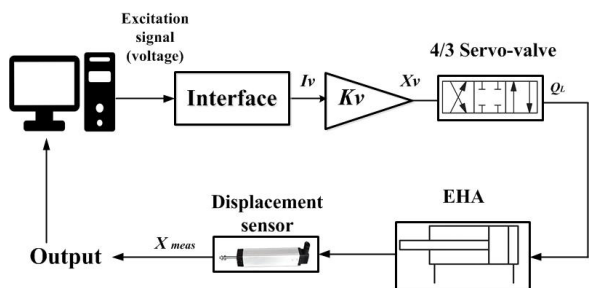 Excitation
signal
(voltage)
Interface
Iv
Kv
Xv
4/3 Servo-valve
QL
EHA
Displacement
sensor
X meas
Output